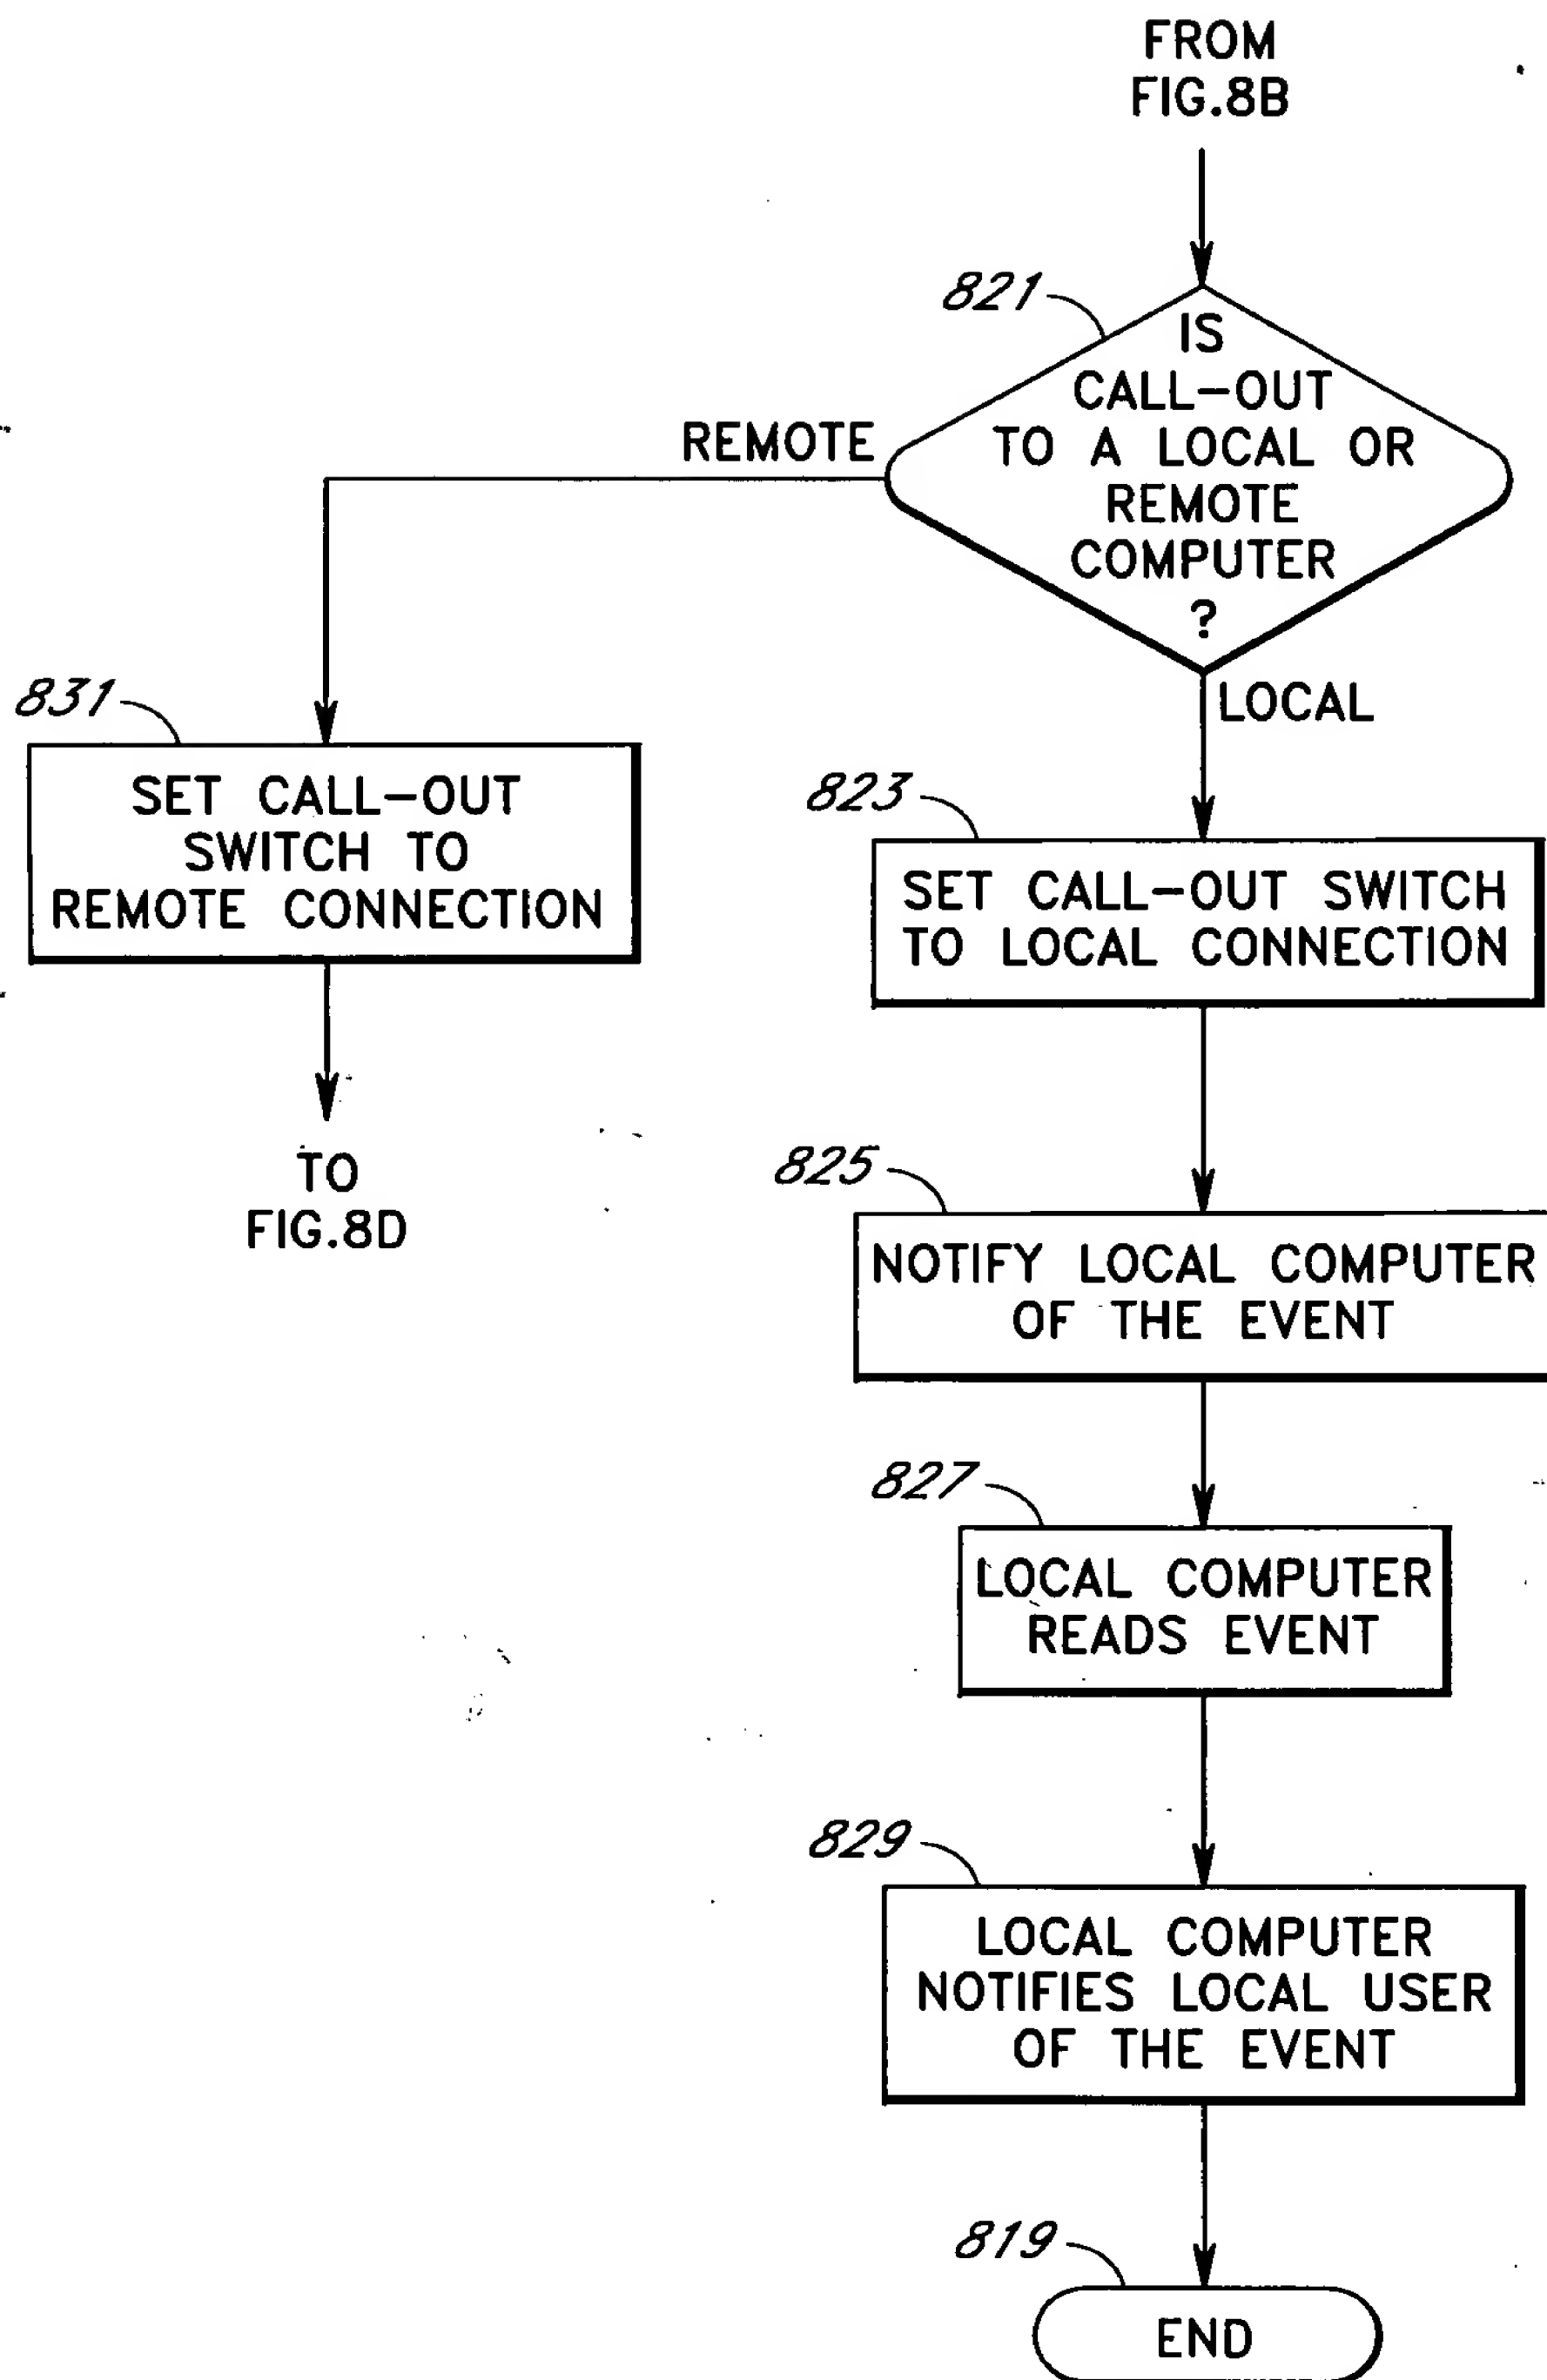 FROM
FIG.8B
821
IS
CALL-OUT
TO A LOCAL OR
REMOTE
COMPUTER
?
REMOTE
LOCAL
831
SET CALL-OUT
SWITCH TO
REMOTE CONNECTION
TO
FIG.8D
823
SET CALL-OUT SWITCH
TO LOCAL CONNECTION
825
NOTIFY LOCAL COMPUTER
OF THE EVENT
827
LOCAL COMPUTER
READS EVENT
829
LOCAL COMPUTER
NOTIFIES LOCAL USER
OF THE EVENT
819
END